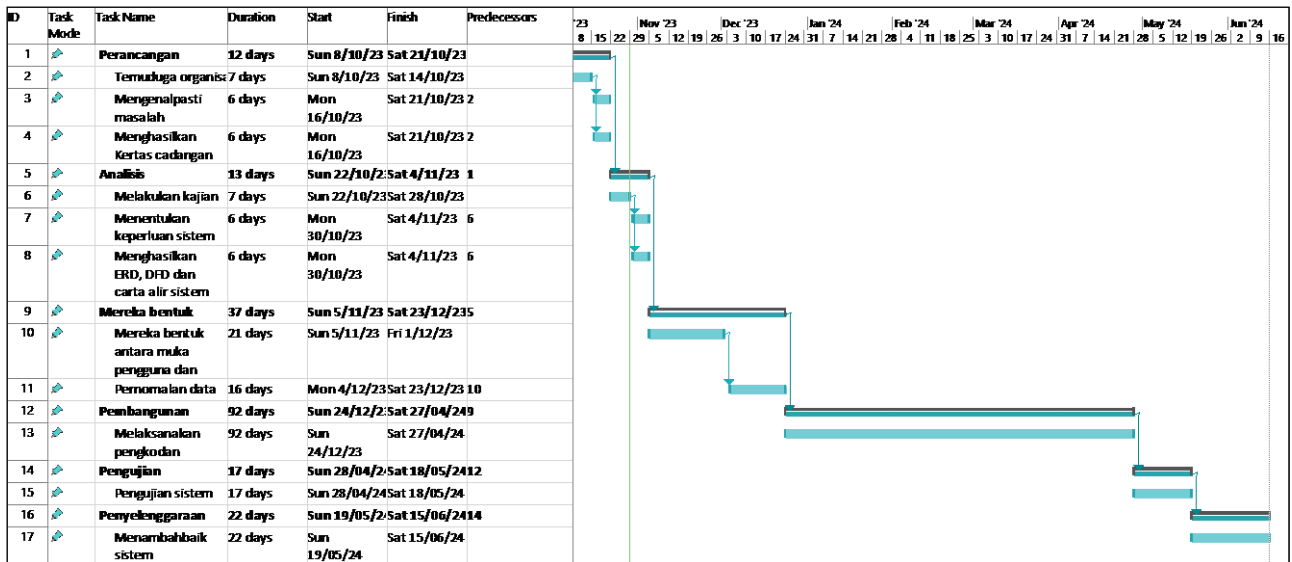 ID Task Mode Task Name Duration Start Finish Predecessors
'23 Nov '23 Dec '23 Jan '24 Feb '24 Mar '24 Apr '24 May '24 Jun '24
8 15 22 29 5 12 19 26 3 10 17 24 31 7 14 21 28 4 11 18 25 3 10 17 24 31 7 14 21 28 5 12 19 26 2 9 16
1 Perancangan 12 days Sun 8/10/23 Sat 21/10/23
2 Temuduga organisa 7 days Sun 8/10/23 Sat 14/10/23
3 Mengenalpasti 6 days Mon Sat 21/10/23 2
masalah 16/10/23
4 Menghasilkan 6 days Mon Sat 21/10/23 2
Kertas cadangan 16/10/23
5 Analisis 13 days Sun 22/10/23 Sat 4/11/23 1
6 Melakukan kajian 7 days Sun 22/10/23 Sat 28/10/23
7 Menentukan 6 days Mon Sat 4/11/23 6
keperluan sistem 30/10/23
8 Menghasilkan 6 days Mon Sat 4/11/23 6
ERD, DFD dan 30/10/23
carta alir sistem
9 Mereka bentuk 37 days Sun 5/11/23 Sat 23/12/23 5
10 Mereka bentuk 21 days Sun 5/11/23 Fri 1/12/23
antara muka
pengguna dan
11 Pernomalan data 16 days Mon 4/12/23 Sat 23/12/23 10
12 Pembangunan 92 days Sun 24/12/23 Sat 27/04/24 9
13 Melaksanakan 92 days Sun Sat 27/04/24
pengkodan 24/12/23
14 Pengujian 17 days Sun 28/04/24 Sat 18/05/24 12
15 Pengujian sistem 17 days Sun 28/04/24 Sat 18/05/24
16 Penyelenggaraan 22 days Sun 19/05/24 Sat 15/06/24 14
17 Menambahbaik 22 days Sun Sat 15/06/24
sistem 19/05/24